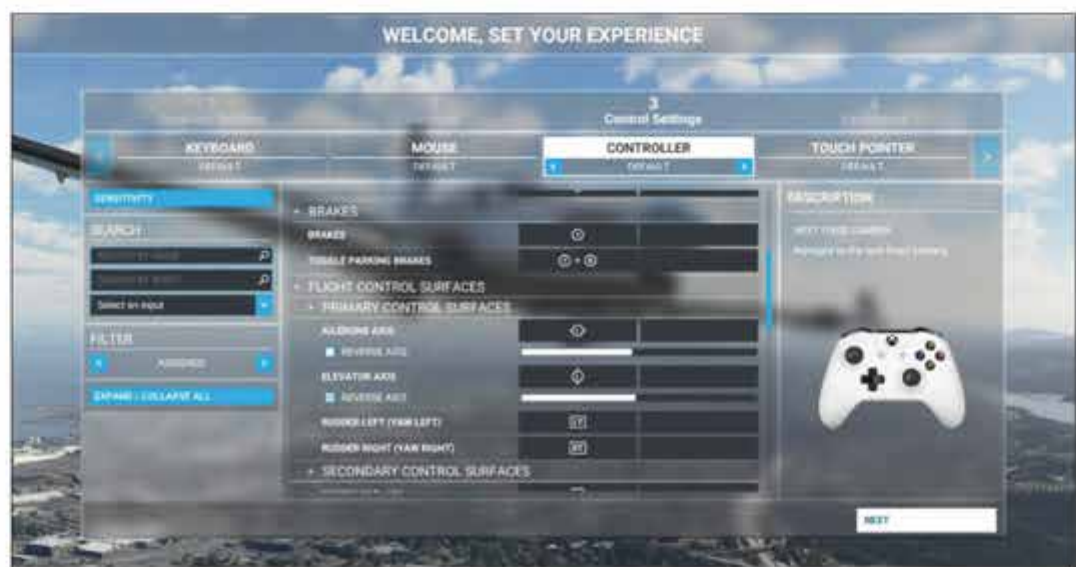 WELCOME, SET YOUR EXPERIENCE
3
Control Settings
KEYBOARD
DEFAULT
MOUSE
DEFAULT
CONTROLLER
DEFAULT
TOUCH POINTER
DEFAULT
SENSITIVITY
SEARCH
Select an input
FILTER
ASSIGNED
EXPAND / COLLAPSE ALL
BRAKES
BRAKES
TOGGLE PARKING BRAKES
+
FLIGHT CONTROL SURFACES
PRIMARY CONTROL SURFACES
AILERONS AXIS
REVERSE AXIS
ELEVATOR AXIS
REVERSE AXIS
RUDDER LEFT (YAW LEFT)
LT
RUDDER RIGHT (YAW RIGHT)
RT
SECONDARY CONTROL SURFACES
DESCRIPTION
NEXT